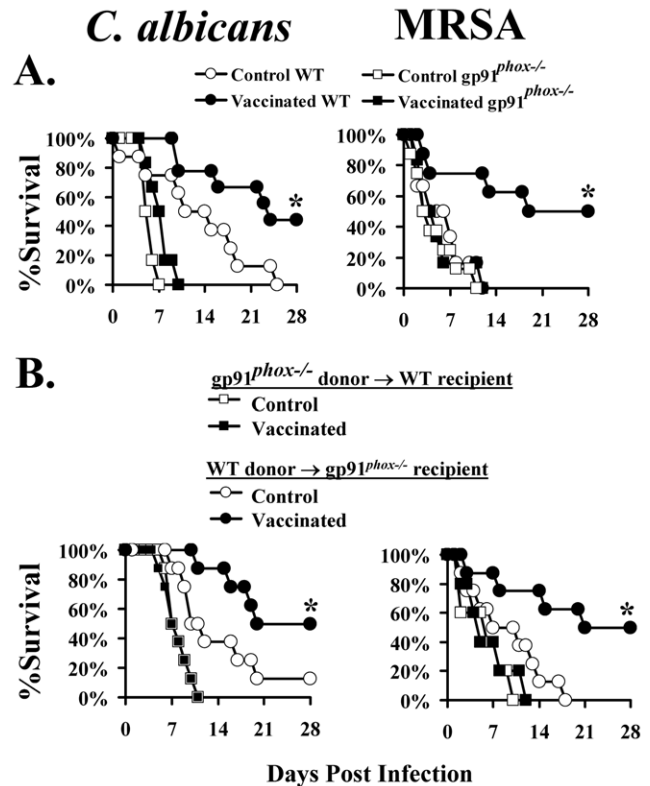 C. albicans MRSA
A.
Control WT Control gp91phox-/-
Vaccinated WT Vaccinated gp91phox-/-
%Survival
100% 100%
80% 80%
60% 60%
* *
40% 40%
20% 20%
0% 0%
0 7 14 21 28 0 7 14 21 28
B.
gp91phox-/- donor → WT recipient
Control
Vaccinated
WT donor → gp91phox-/- recipient
Control
Vaccinated
%Survival
100% 100%
80% 80%
60% * 60% *
40% 40%
20% 20%
0% 0%
0 7 14 21 28 0 7 14 21 28
Days Post Infection